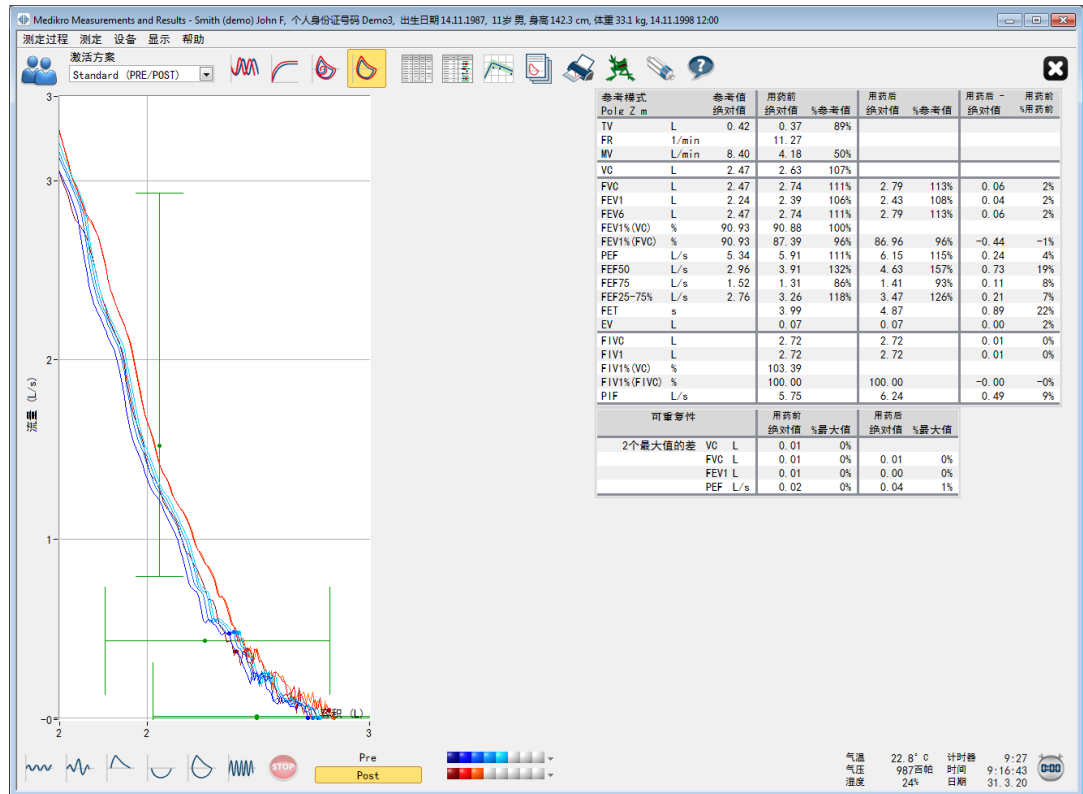 Medikro Measurements and Results - Smith (demo) John F, 个人身份证号码 Demo3, 出生日期 14.11.1987, 11岁 男, 身高 142.3 cm, 体重 33.1 kg, 14.11.1998 12:00
测定过程 测定 设备 显示 帮助
激活方案
Standard (PRE/POST)
参考模式 参考值 用药前 用药后 用药后 - 用药前
Polg Z m 绝对值 绝对值 %参考值 绝对值 %参考值 绝对值 %用药前
TV L 0.42 0.37 89%
FR 1/min 11.27
MV L/min 8.40 4.18 50%
VC L 2.47 2.63 107%
FVC L 2.47 2.74 111% 2.79 113% 0.06 2%
FEV1 L 2.24 2.39 106% 2.43 108% 0.04 2%
FEV6 L 2.47 2.74 111% 2.79 113% 0.06 2%
FEV1%(VC) % 90.93 90.88 100%
FEV1%(FVC) % 90.93 87.39 96% 86.96 96% -0.44 -1%
PEF L/s 5.34 5.91 111% 6.15 115% 0.24 4%
FEF50 L/s 2.96 3.91 132% 4.63 157% 0.73 19%
FEF75 L/s 1.52 1.31 86% 1.41 93% 0.11 8%
FEF25-75% L/s 2.76 3.26 118% 3.47 126% 0.21 7%
FET s 3.99 4.87 0.89 22%
EV L 0.07 0.07 0.00 2%
FIVC L 2.72 2.72 0.01 0%
FIV1 L 2.72 2.72 0.01 0%
FIV1%(VC) % 103.39
FIV1%(FIVC) % 100.00 100.00 -0.00 -0%
PIF L/s 5.75 6.24 0.49 9%
可重复性 用药前 用药后
绝对值 %最大值 绝对值 %最大值
2个最大值的差 VC L 0.01 0%
FVC L 0.01 0% 0.01 0%
FEV1 L 0.01 0% 0.00 0%
PEF L/s 0.02 0% 0.04 1%
3
3
2
1
-0
流量 (L/s)
容积 (L)
2 2 3
STOP
Pre
Post
气温 22.8° C 计时器 9:27
气压 987百帕 时间 9:16:43
湿度 24% 日期 31.3.20
0:00